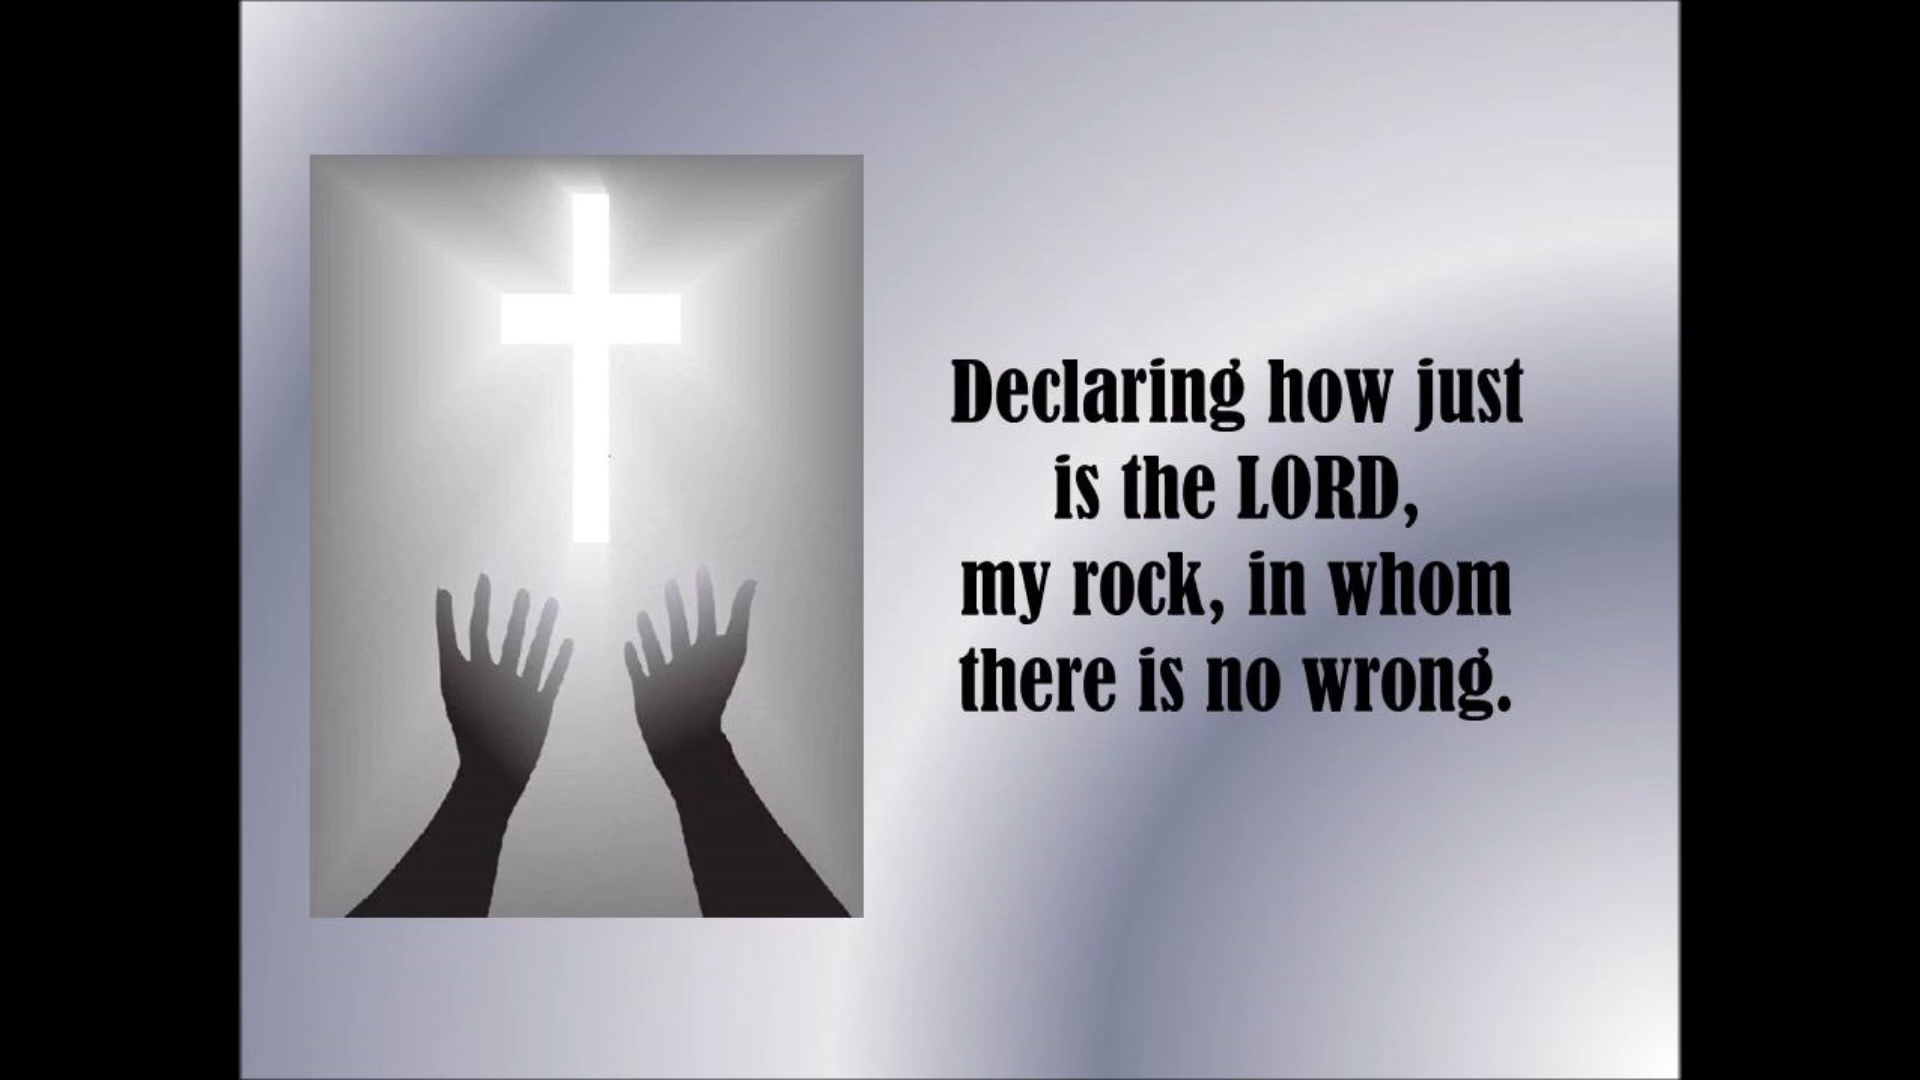 Declaring how just
is the LORD,
my rock, in whom
there is no wrong.